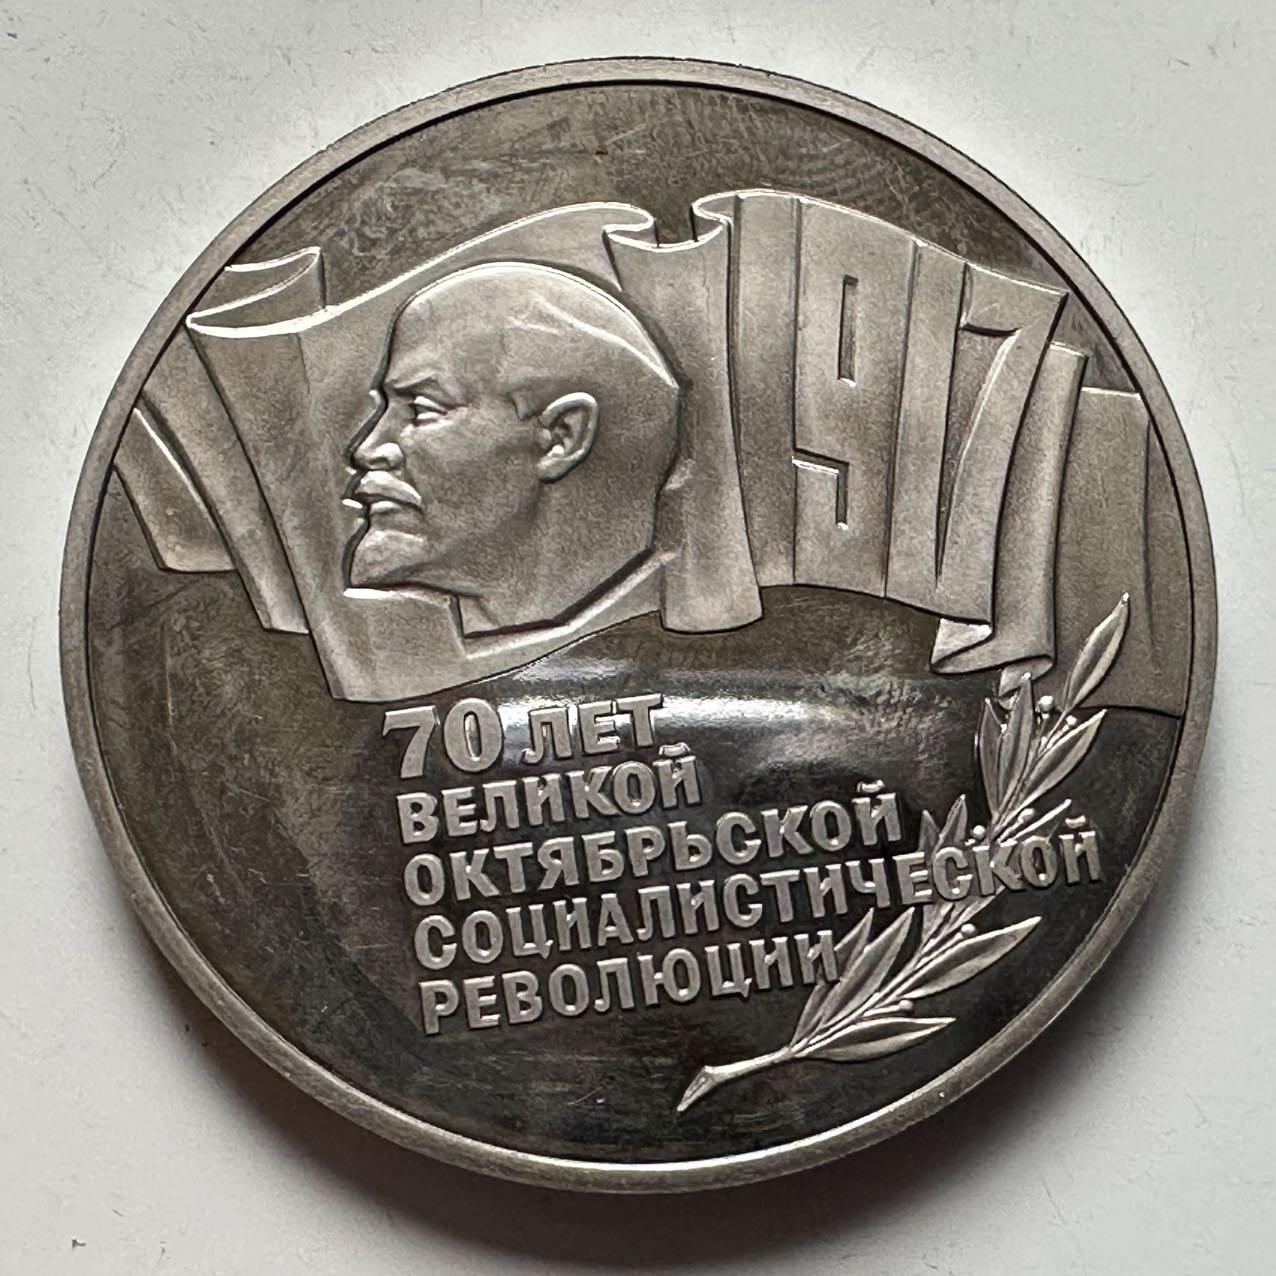 1917
70 ЛЕТ
ВЕЛИКОЙ
ОКТЯБРЬСКОЙ
СОЦИАЛИСТИЧЕСКОЙ
РЕВОЛЮЦИИ